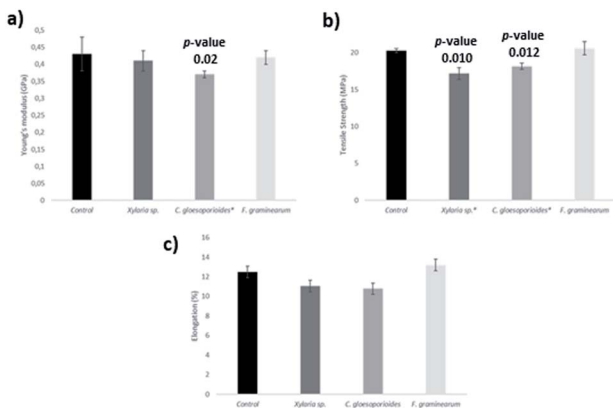 a)
Young's modulus (GPa)
0,5
0,45
0,4
0,35
0,3
0,25
0,2
0,15
0,1
0,05
0
p-value
0.02
Control
Xylaria sp.
C. gloesoporioides*
F. graminearum
b)
Tensile Strength (MPa)
20
15
10
5
0
p-value
0.010
p-value
0.012
Control
Xylaria sp.*
C. gloesoporioides*
F. graminearum
c)
Elongation (%)
16
14
12
10
8
6
4
2
0
Control
Xylaria sp.
C. gloesoporioides
F. graminearum